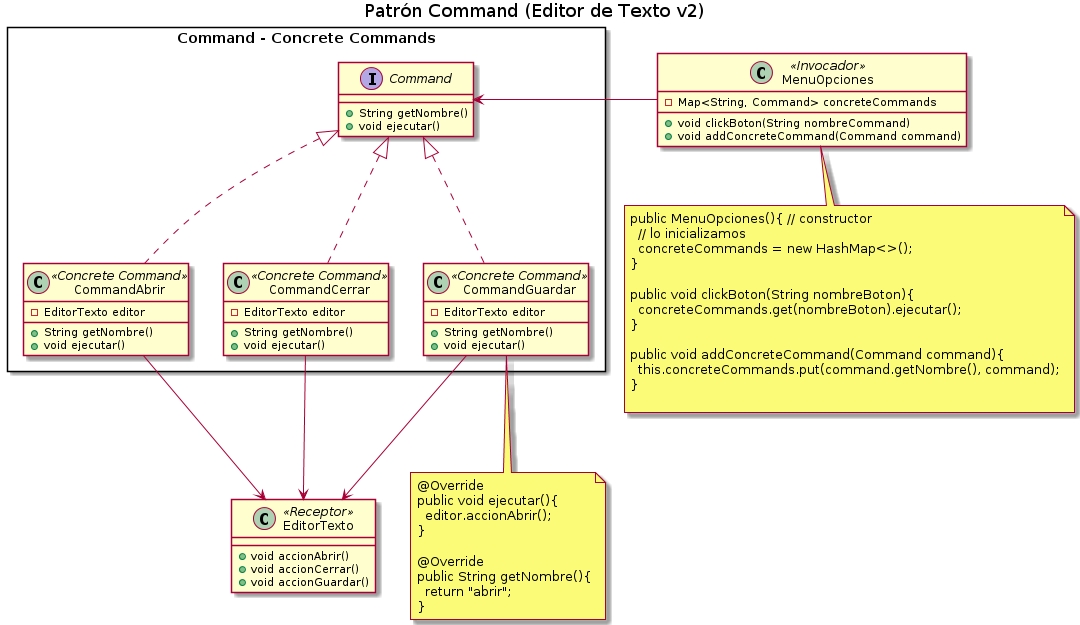 Patrón Command (Editor de Texto v2)
Command - Concrete Commands
I Command
String getNombre()
void ejecutar()
C «Invocador»
MenuOpciones
Map<String, Command> concreteCommands
void clickBoton(String nombreCommand)
void addConcreteCommand(Command command)
public MenuOpciones(){ // constructor
// lo inicializamos
concreteCommands = new HashMap<>();
}
public void clickBoton(String nombreBoton){
concreteCommands.get(nombreBoton).ejecutar();
}
public void addConcreteCommand(Command command){
this.concreteCommands.put(command.getNombre(), command);
}
C «Concrete Command»
CommandAbrir
EditorTexto editor
String getNombre()
void ejecutar()
C «Concrete Command»
CommandCerrar
EditorTexto editor
String getNombre()
void ejecutar()
C «Concrete Command»
CommandGuardar
EditorTexto editor
String getNombre()
void ejecutar()
C «Receptor»
EditorTexto
void accionAbrir()
void accionCerrar()
void accionGuardar()
@Override
public void ejecutar(){
editor.accionAbrir();
}
@Override
public String getNombre(){
return "abrir";
}